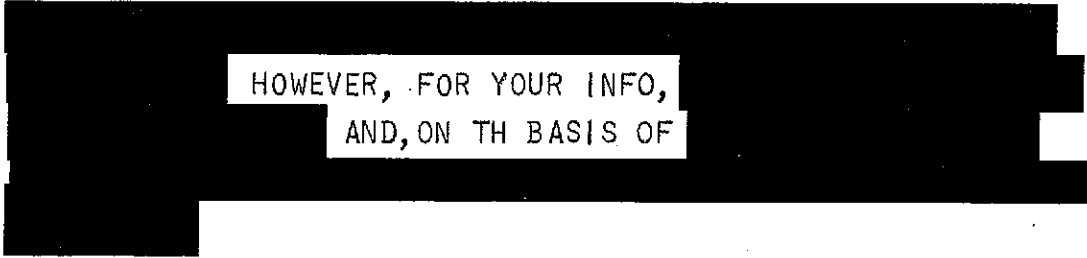 HOWEVER, FOR YOUR INFO,
AND, ON TH BASIS OF